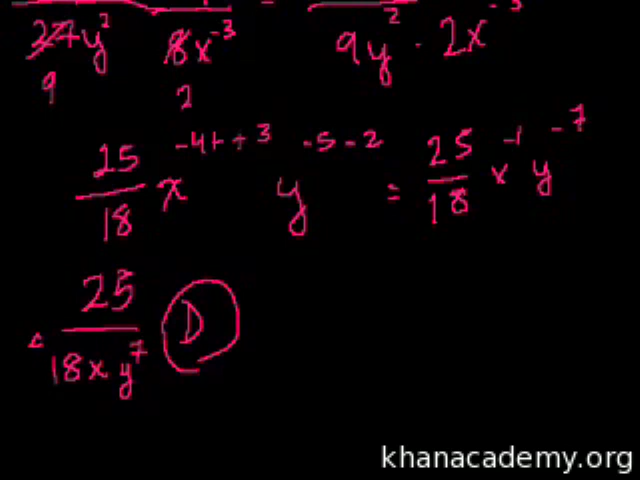 27y² 8x⁻³ = 9y² · 2x⁻³
9 2
25/18 x⁻⁴⁺⁺³ y⁻⁵⁻² = 25/18 x⁻¹ y⁻⁷
25/18xy⁷ D
khanacademy.org